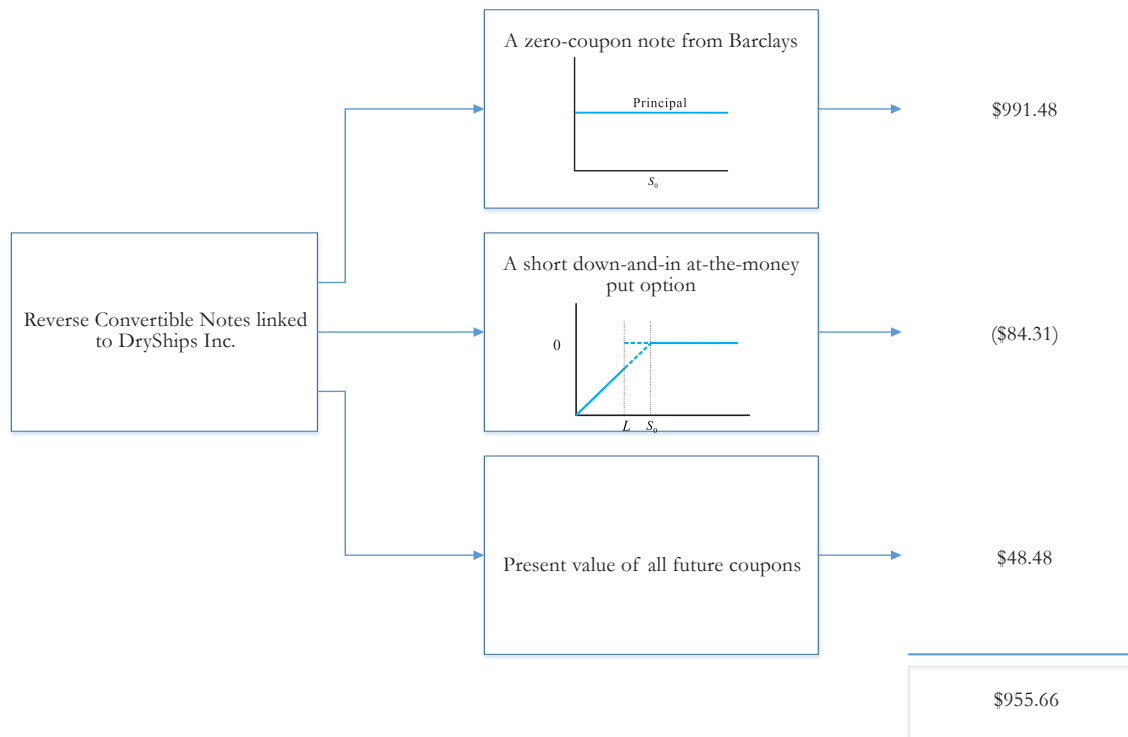 A zero-coupon note from Barclays
Principal
S₀
$991.48
Reverse Convertible Notes linked
to DryShips Inc.
A short down-and-in at-the-money
put option
0
L S₀
($84.31)
Present value of all future coupons
$48.48
$955.66